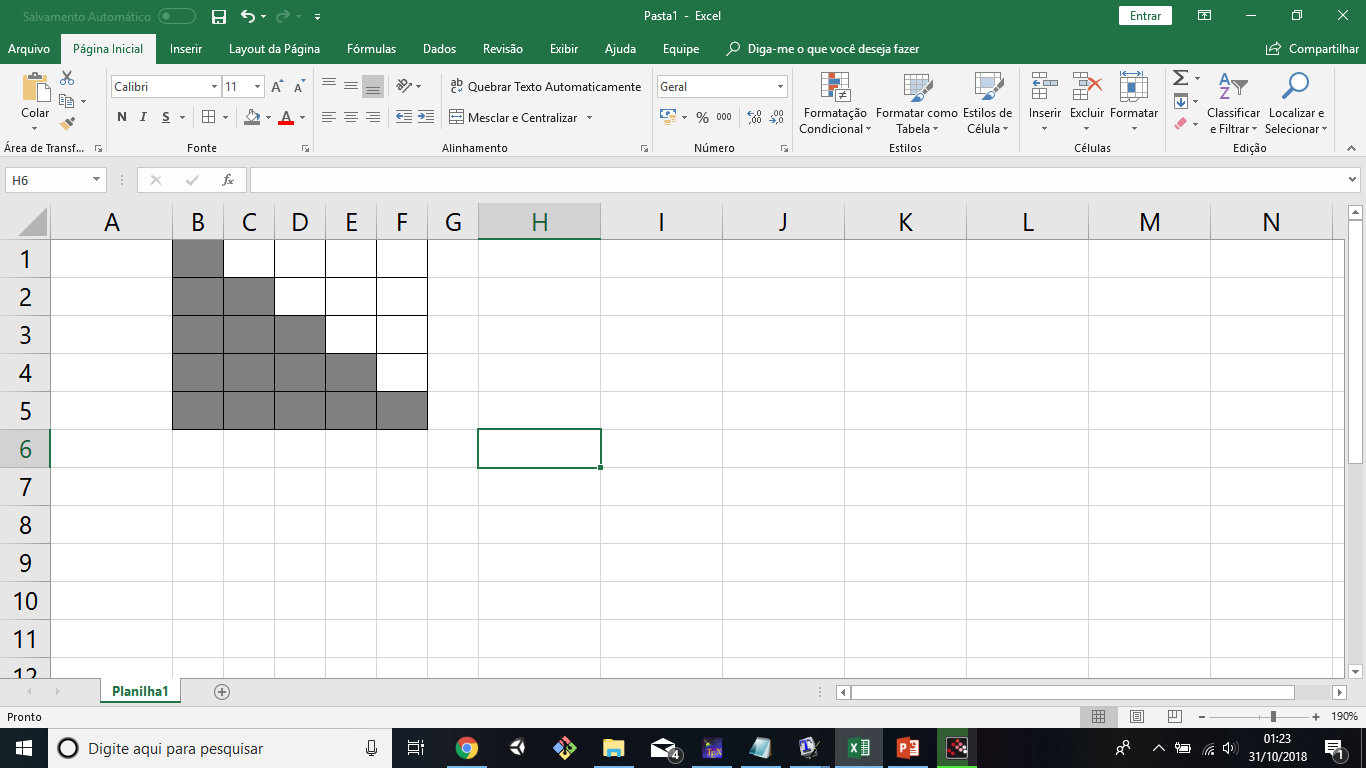 Salvamento Automático
Pasta1 - Excel
Entrar
Arquivo Página Inicial Inserir Layout da Página Fórmulas Dados Revisão Exibir Ajuda Equipe Diga-me o que você deseja fazer Compartilhar
Colar
Calibri 11
Quebrar Texto Automaticamente
Geral
N I S A
Mesclar e Centralizar
% 000
Formatação Condicional
Formatar como Tabela
Estilos de Célula
Inserir Excluir Formatar
Classificar e Filtrar
Localizar e Selecionar
Área de Transf... Fonte Alinhamento Número Estilos Células Edição
H6 fx
A B C D E F G H I J K L M N
1
2
3
4
5
6
7
8
9
10
11
12
Planilha1
Pronto 190%
Digite aqui para pesquisar
4
01:23
31/10/2018
1